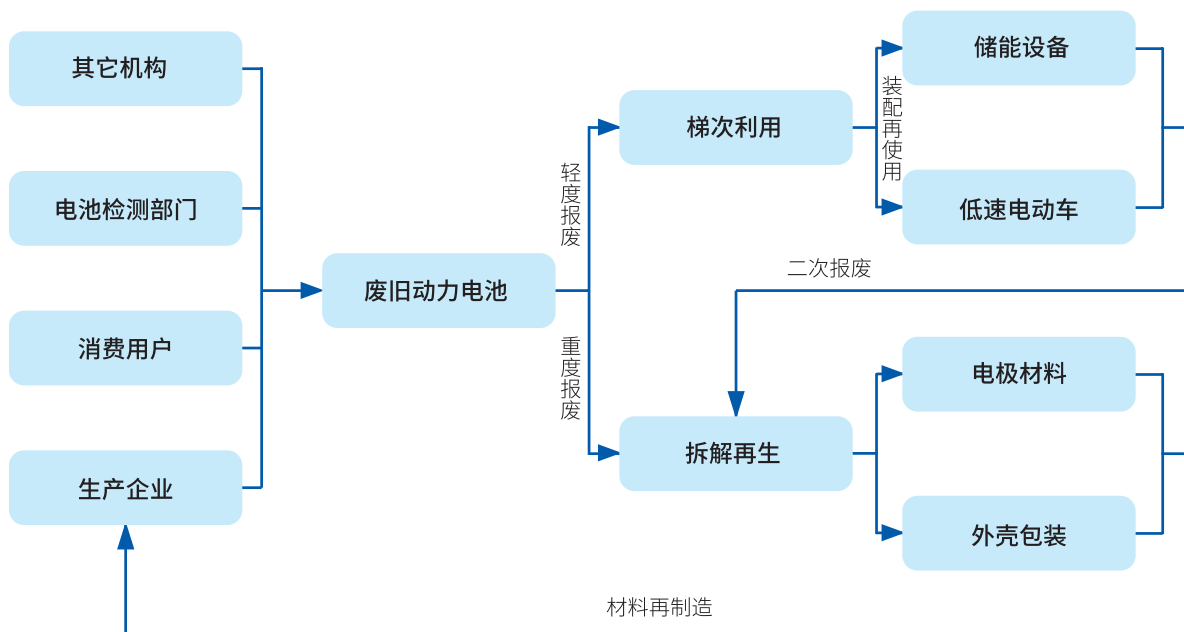 其它机构
电池检测部门
消费用户
生产企业
废旧动力电池
轻度报废
重度报废
梯次利用
装配再使用
储能设备
低速电动车
二次报废
拆解再生
电极材料
外壳包装
材料再制造